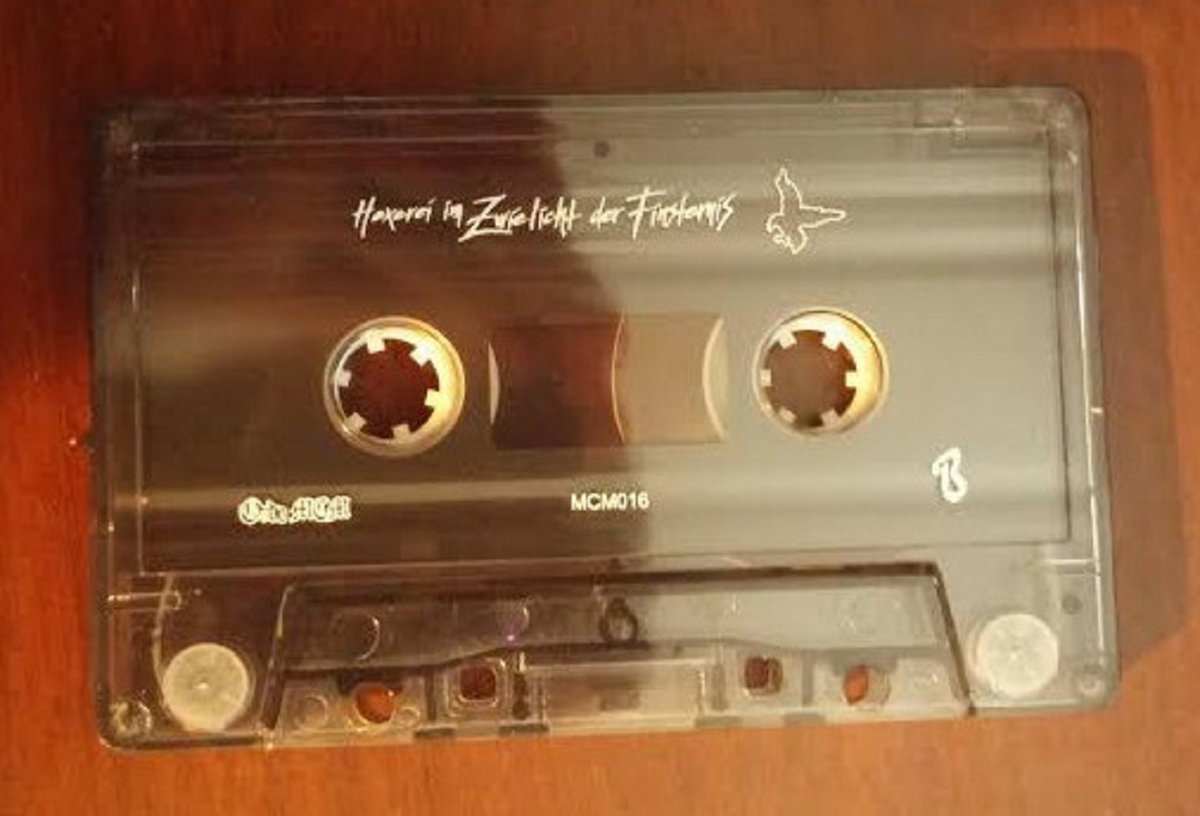 Hexerei im Zwielicht der Finsternis
MCM016
B